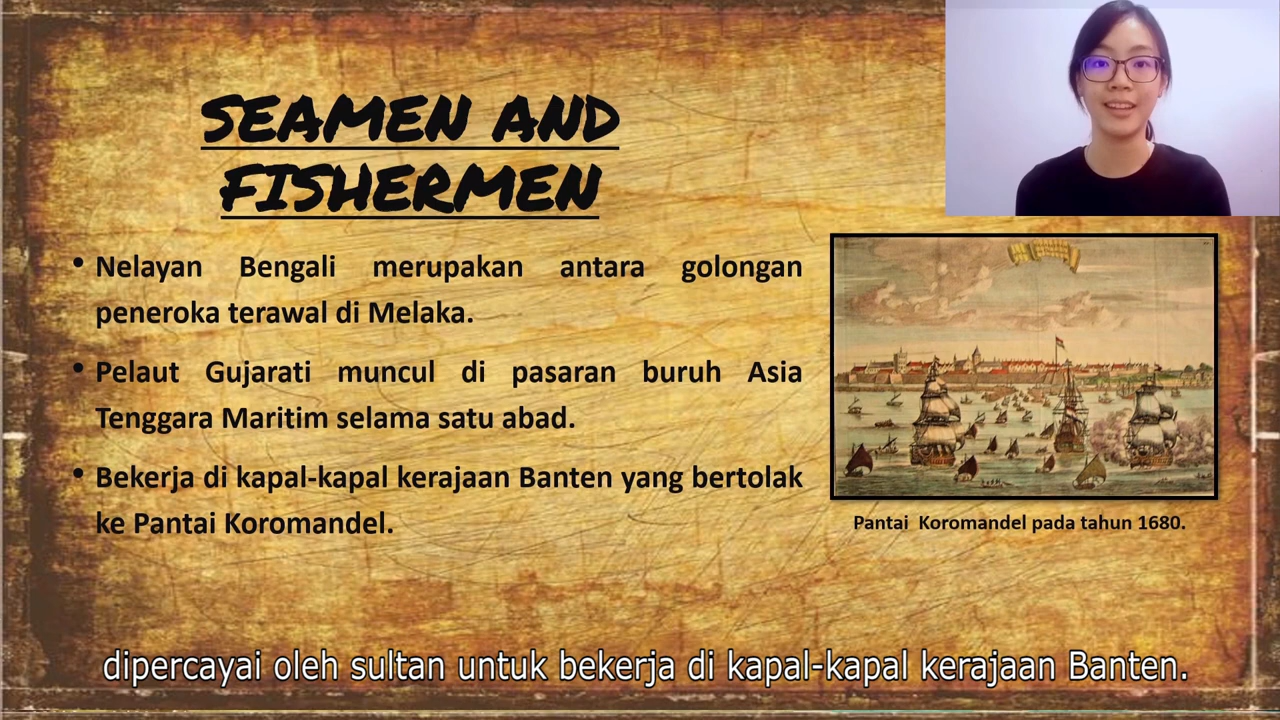 SEAMEN AND
FISHERMEN
• Nelayan Bengali merupakan antara golongan
peneroka terawal di Melaka.
• Pelaut Gujarati muncul di pasaran buruh Asia
Tenggara Maritim selama satu abad.
• Bekerja di kapal-kapal kerajaan Banten yang bertolak
ke Pantai Koromandel.
Pantai Koromandel pada tahun 1680.
dipercayai oleh sultan untuk bekerja di kapal-kapal kerajaan Banten.